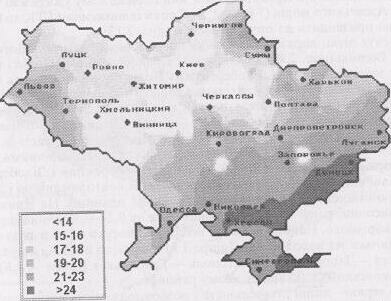 Чернигов
Сумы
Луцк
Ровно
Киев
Житомир
Харьков
Львов
Тернополь
Хмельницкий
Винница
Черкассы
Полтава
Кировоград
Днепропетровск
Луганск
Запорожье
Донецк
Одесса
Николаев
Херсон
Симферополь
<14
15-16
17-18
19-20
21-23
>24